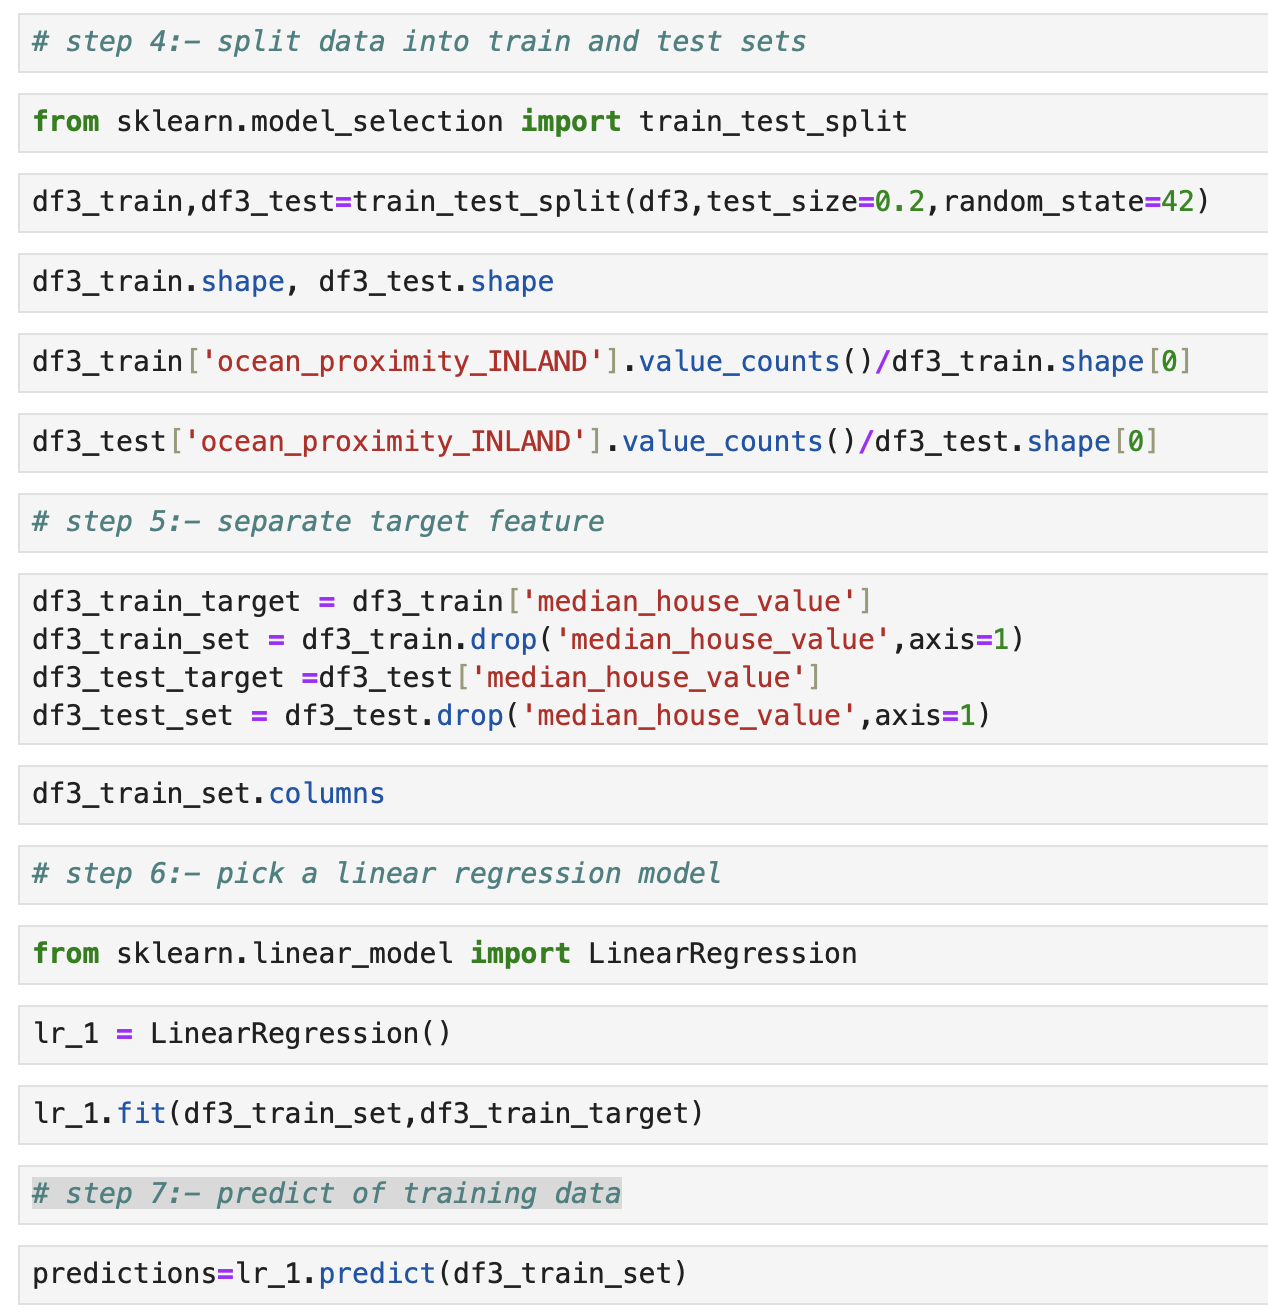 # step 4:- split data into train and test sets
from sklearn.model_selection import train_test_split
df3_train,df3_test=train_test_split(df3,test_size=0.2,random_state=42)
df3_train.shape, df3_test.shape
df3_train['ocean_proximity_INLAND'].value_counts()/df3_train.shape[0]
df3_test['ocean_proximity_INLAND'].value_counts()/df3_test.shape[0]
# step 5:- separate target feature
df3_train_target = df3_train['median_house_value']
df3_train_set = df3_train.drop('median_house_value',axis=1)
df3_test_target =df3_test['median_house_value']
df3_test_set = df3_test.drop('median_house_value',axis=1)
df3_train_set.columns
# step 6:- pick a linear regression model
from sklearn.linear_model import LinearRegression
lr_1 = LinearRegression()
lr_1.fit(df3_train_set,df3_train_target)
# step 7:- predict of training data
predictions=lr_1.predict(df3_train_set)